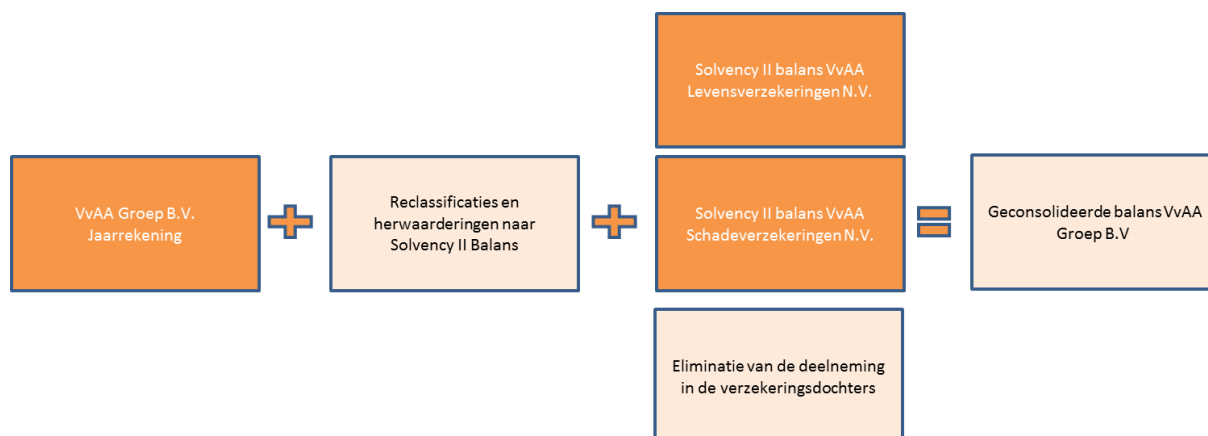 VvAA Groep B.V.
Jaarrekening
Reclassificaties en
herwaarderingen naar
Solvency II Balans
Solvency II balans VvAA
Levensverzekeringen N.V.
Solvency II balans VvAA
Schadeverzekeringen N.V.
Eliminatie van de deelneming
in de verzekeringsdochters
Geconsolideerde balans VvAA
Groep B.V